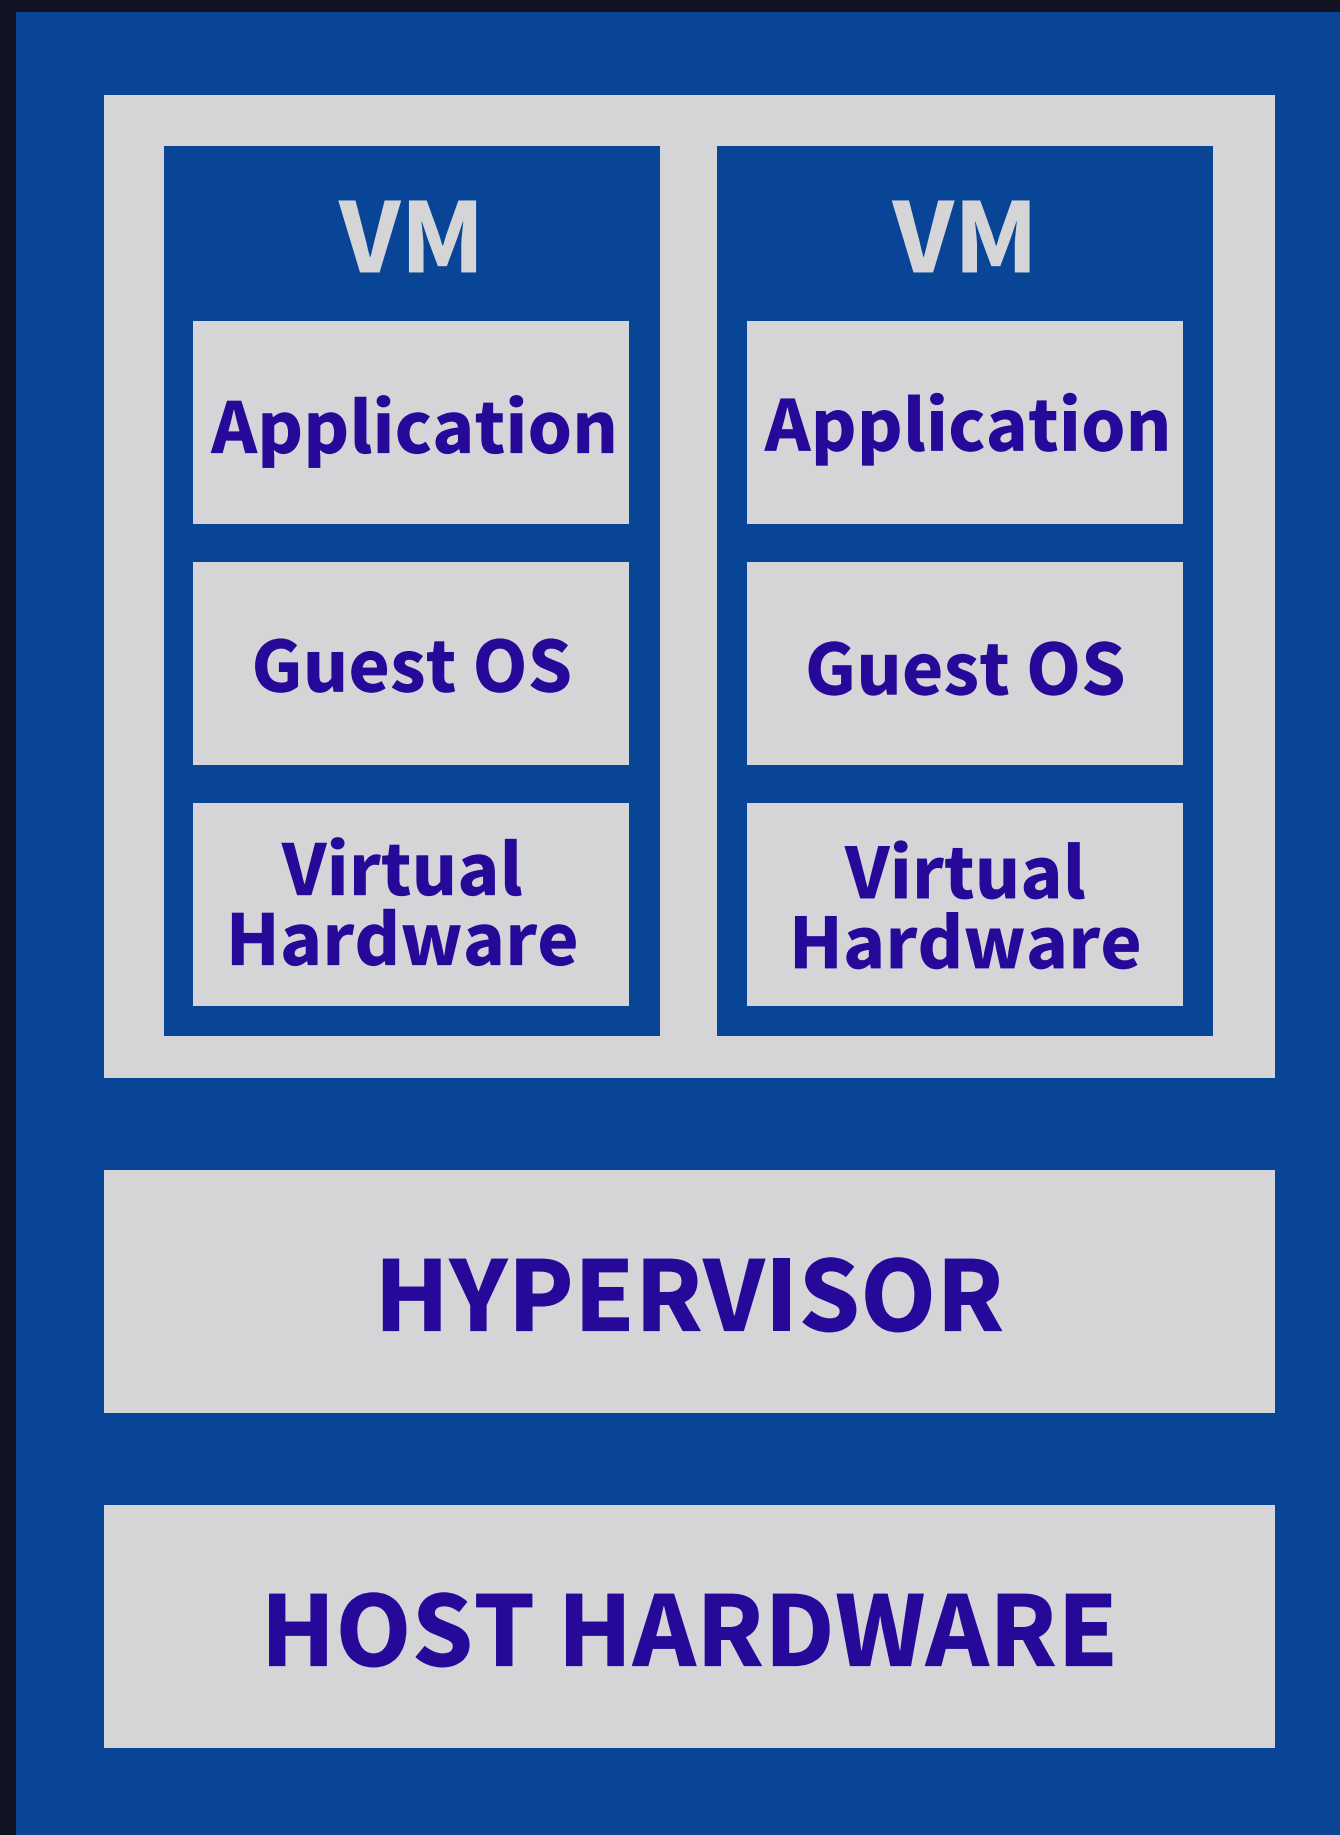 VM
Application
Guest OS
Virtual
Hardware
VM
Application
Guest OS
Virtual
Hardware
HYPERVISOR
HOST HARDWARE